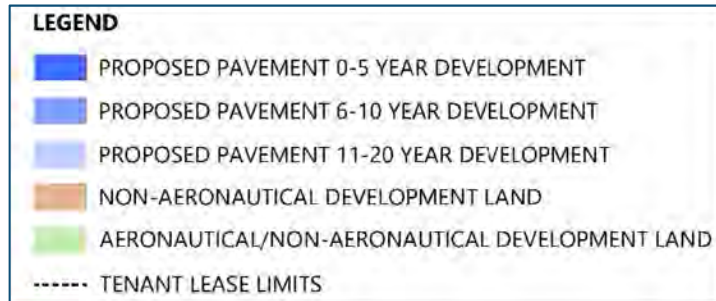 LEGEND
PROPOSED PAVEMENT 0-5 YEAR DEVELOPMENT
PROPOSED PAVEMENT 6-10 YEAR DEVELOPMENT
PROPOSED PAVEMENT 11-20 YEAR DEVELOPMENT
NON-AERONAUTICAL DEVELOPMENT LAND
AERONAUTICAL/NON-AERONAUTICAL DEVELOPMENT LAND
TENANT LEASE LIMITS